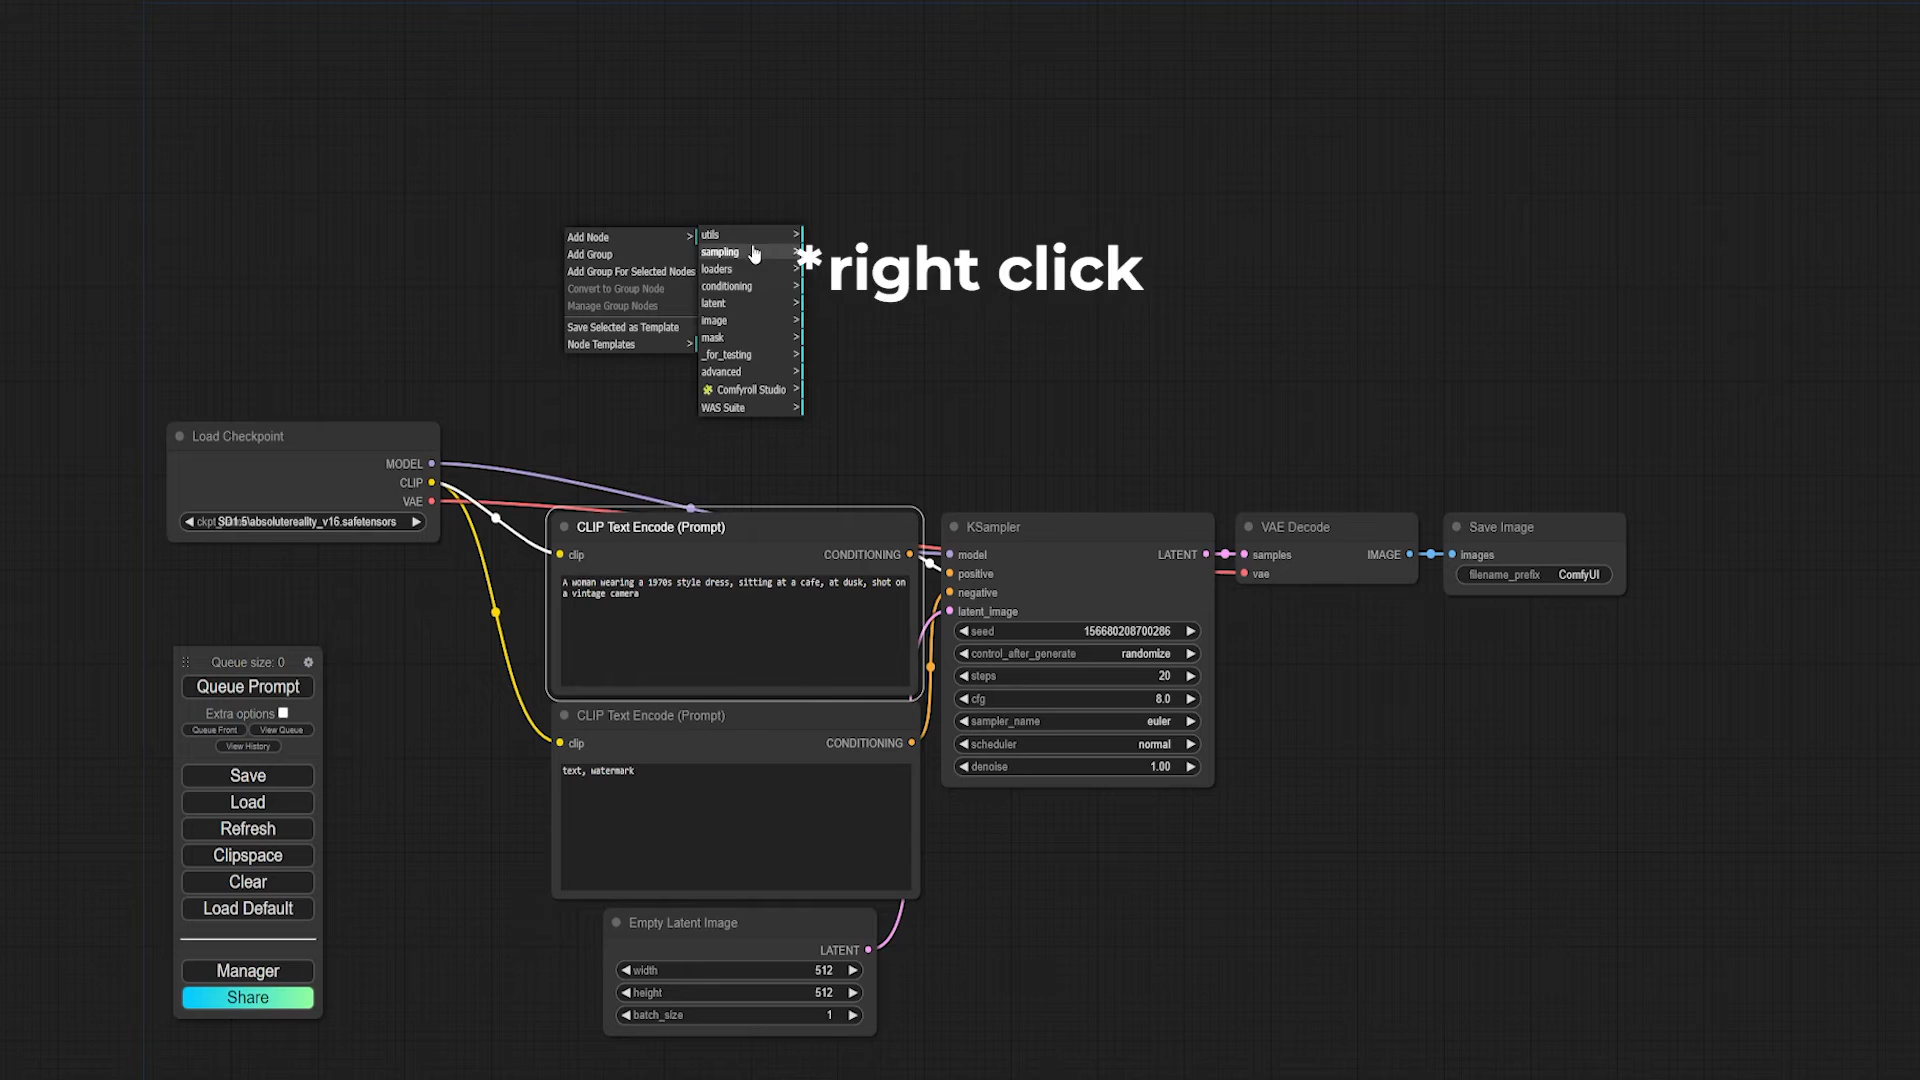 Add Node >
Add Group
Add Group For Selected Nodes
Convert to Group Node
Manage Group Nodes
Save Selected as Template
Node Templates >
utils >
sampling >
loaders >
conditioning >
latent >
image >
mask >
_for_testing >
advanced >
Comfyroll Studio >
WAS Suite >
*right click
Load Checkpoint
MODEL
CLIP
VAE
SD1.5\absolutereality_v16.safetensors
CLIP Text Encode (Prompt)
clip CONDITIONING
A woman wearing a 1970s style dress, sitting at a cafe, at dusk, shot on
a vintage camera
CLIP Text Encode (Prompt)
clip CONDITIONING
text, watermark
Empty Latent Image
LATENT
width 512
height 512
batch_size 1
KSampler
model LATENT
positive
negative
latent_image
seed 156680208700286
control_after_generate randomize
steps 20
cfg 8.0
sampler_name euler
scheduler normal
denoise 1.00
VAE Decode
samples IMAGE
vae
Save Image
images
filename_prefix ComfyUI
Queue size: 0
Queue Prompt
Extra options
Queue Front View Queue
View History
Save
Load
Refresh
Clipspace
Clear
Load Default
Manager
Share